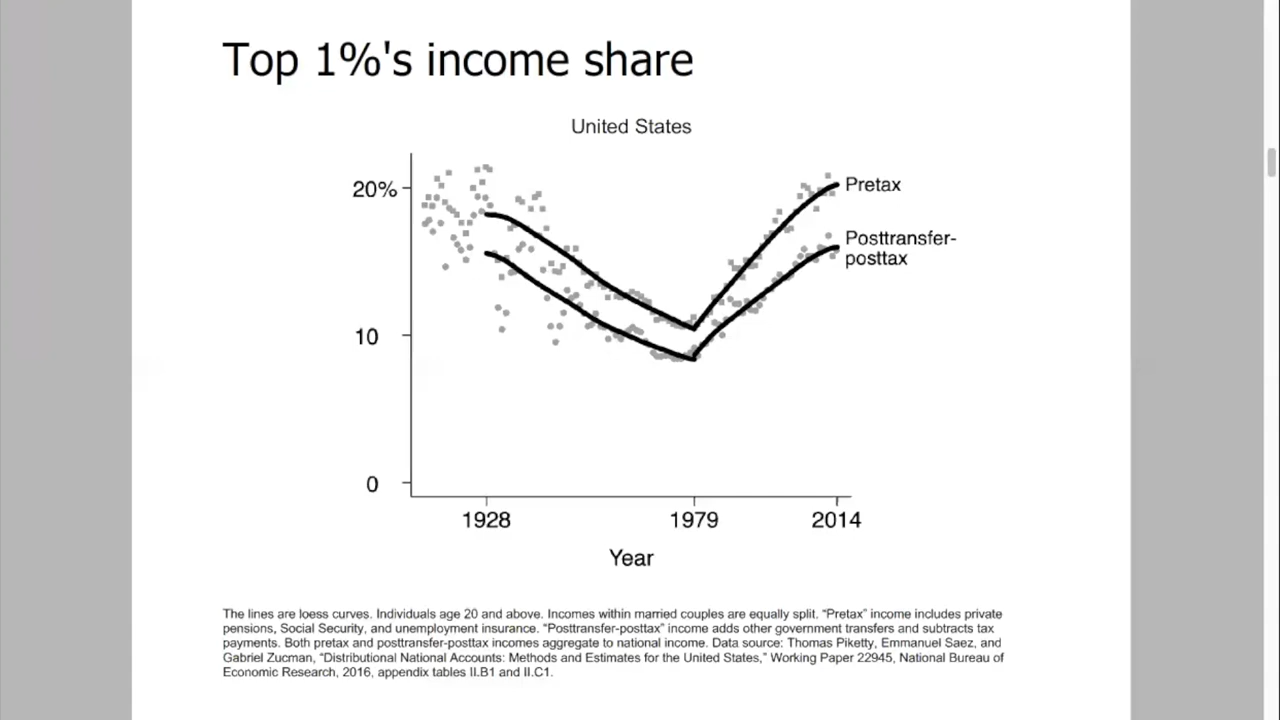 Top 1%'s income share
United States
20%
10
0
Pretax
Posttransfer-
posttax
1928
1979
2014
Year
The lines are loess curves. Individuals age 20 and above. Incomes within married couples are equally split. “Pretax” income includes private
pensions, Social Security, and unemployment insurance. “Posttransfer-posttax” income adds other government transfers and subtracts tax
payments. Both pretax and posttransfer-posttax incomes aggregate to national income. Data source: Thomas Piketty, Emmanuel Saez, and
Gabriel Zucman, “Distributional National Accounts: Methods and Estimates for the United States,” Working Paper 22945, National Bureau of
Economic Research, 2016, appendix tables II.B1 and II.C1.